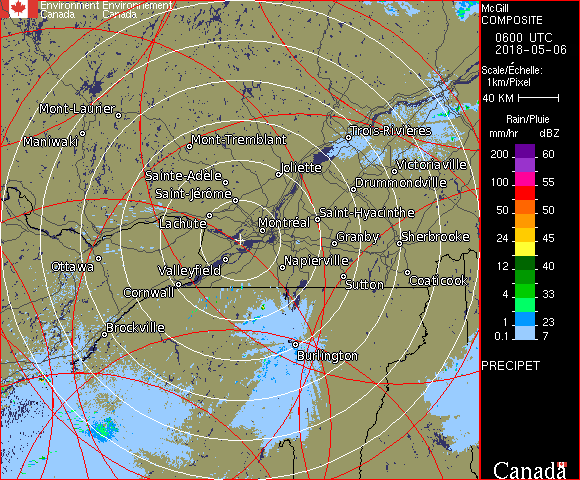 Environment Environnement
Canada Canada
McGill
COMPOSITE
0600 UTC
2018-05-06
Scale/Échelle:
1km/Pixel
40 KM
Rain/Pluie
mm/hr dBZ
200 60
100 55
50 50
24 45
12 40
4 33
1 23
0.1 7
PRECIPET
Canada
Mont-Laurier
Maniwaki
Mont-Tremblant
Trois-Rivières
Sainte-Adèle
Joliette
Victoriaville
Saint-Jérôme
Drummondville
Lachute
Montréal
Saint-Hyacinthe
Granby
Sherbrooke
Ottawa
Valleyfield
Napierville
Cornwall
Sutton
Coaticook
Brockville
Burlington